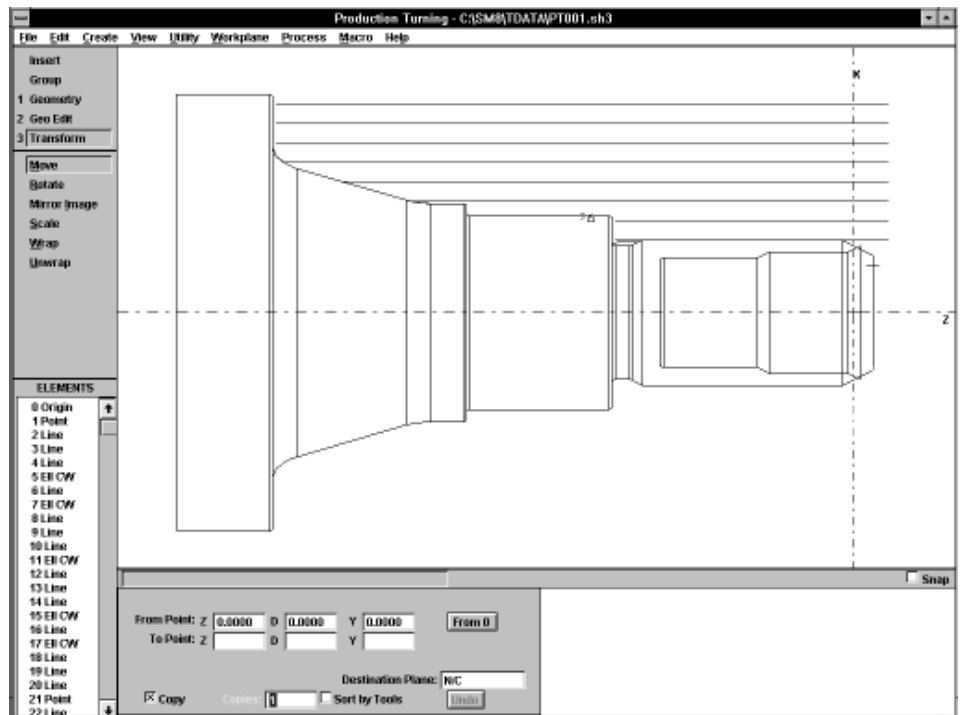 Production Turning - C:\SM8\TDATA\PT001.sh3
File Edit Create View Utility Workplane Process Macro Help
Insert
Group
1 Geometry
2 Geo Edit
3 Transform
Move
Rotate
Mirror Image
Scale
Wrap
Unwrap
X
Z
ELEMENTS
0 Origin
1 Point
2 Line
3 Line
4 Line
5 Ell CW
6 Line
7 Ell CW
8 Line
9 Line
10 Line
11 Ell CW
12 Line
13 Line
14 Line
15 Ell CW
16 Line
17 Ell CW
18 Line
19 Line
20 Line
21 Point
22 Line
Snap
From Point: Z 0.0000 D 0.0000 Y 0.0000 From 0
To Point: Z D Y
Destination Plane: N/C
Copy Copies: 1 Sort by Tools Undo